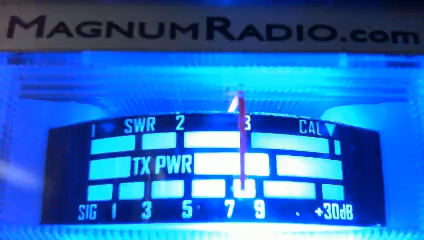 MAGNUMRADIO.com
1 SWR 2 3 CAL
TX PWR
SIG 1 3 5 7 9 +30dB